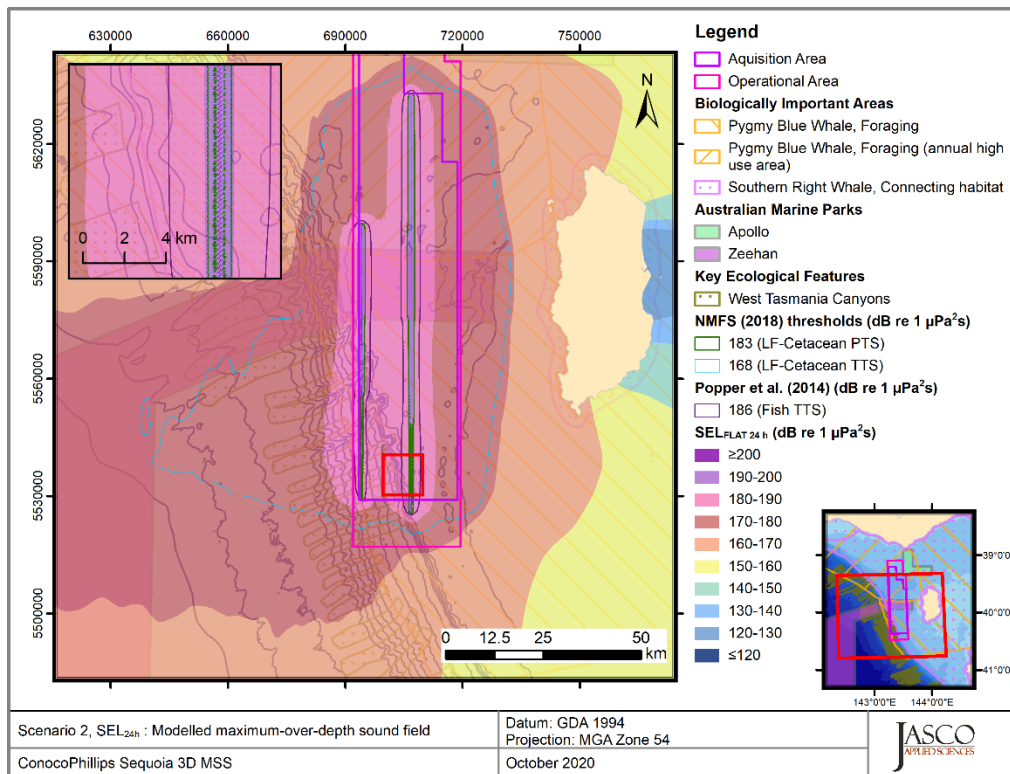 630000 660000 690000 720000 750000
5620000
5590000
5560000
5530000
5500000
0 2 4 km
N
0 12.5 25 50
km
Legend
Aquisition Area
Operational Area
Biologically Important Areas
Pygmy Blue Whale, Foraging
Pygmy Blue Whale, Foraging (annual high
use area)
Southern Right Whale, Connecting habitat
Australian Marine Parks
Apollo
Zeehan
Key Ecological Features
West Tasmania Canyons
NMFS (2018) thresholds (dB re 1 µPa²s)
183 (LF-Cetacean PTS)
168 (LF-Cetacean TTS)
Popper et al. (2014) (dB re 1 µPa²s)
186 (Fish TTS)
SEL FLAT 24 h (dB re 1 µPa²s)
≥200
190-200
180-190
170-180
160-170
150-160
140-150
130-140
120-130
≤120
39°0'
40°0'
41°0'S
143°0'0"E 144°0'0"E
Scenario 2, SEL24h : Modelled maximum-over-depth sound field
ConocoPhillips Sequoia 3D MSS
Datum: GDA 1994
Projection: MGA Zone 54
October 2020
JASCO
APPLIED SCIENCES